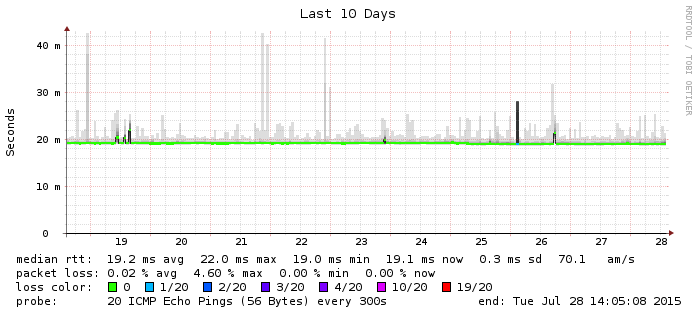 Last 10 Days
RRDTOOL / TOBI OETIKER
Seconds
40 m
30 m
20 m
10 m
0
19 20 21 22 23 24 25 26 27 28
median rtt: 19.2 ms avg 22.0 ms max 19.0 ms min 19.1 ms now 0.3 ms sd 70.1 am/s
packet loss: 0.02 % avg 4.60 % max 0.00 % min 0.00 % now
loss color: 0 1/20 2/20 3/20 4/20 10/20 19/20
probe: 20 ICMP Echo Pings (56 Bytes) every 300s end: Tue Jul 28 14:05:08 2015